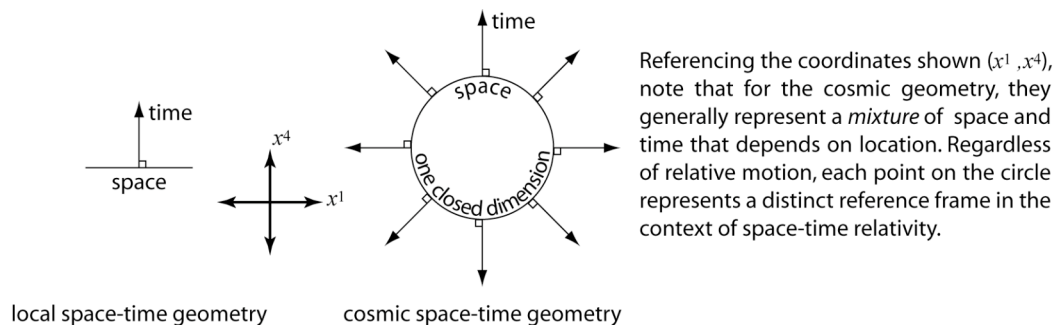 time
space
x⁴
x¹
local space-time geometry
time
space
one closed dimension
cosmic space-time geometry
Referencing the coordinates shown (x¹ ,x⁴),
note that for the cosmic geometry, they
generally represent a mixture of space and
time that depends on location. Regardless
of relative motion, each point on the circle
represents a distinct reference frame in the
context of space-time relativity.